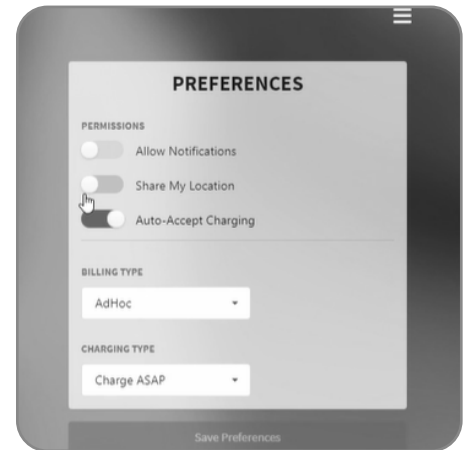 PREFERENCES
PERMISSIONS
Allow Notifications
Share My Location
Auto-Accept Charging
BILLING TYPE
AdHoc
CHARGING TYPE
Charge ASAP
Save Preferences